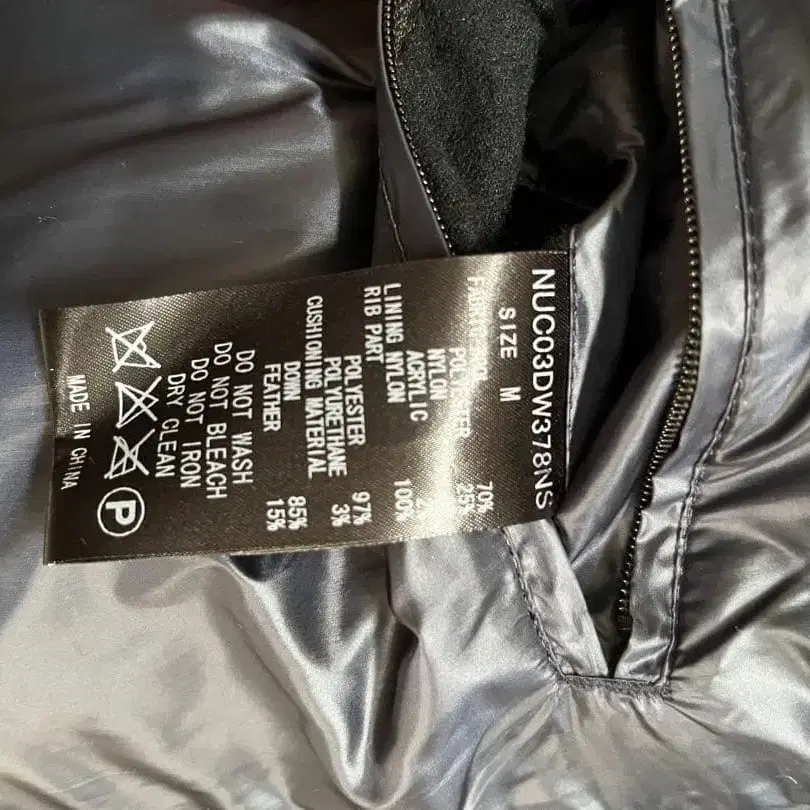 NUC03DW378NS
SIZE M
70%
POLYESTER 25%
NYLON
ACRYLIC
LINING NYLON 100%
RIB PART
POLYESTER 97%
POLYURETHANE 3%
CUSHIONING MATERIAL
DOWN 85%
FEATHER 15%
DO NOT WASH
DO NOT BLEACH
DO NOT IRON
DRY CLEAN
P
MADE IN CHINA